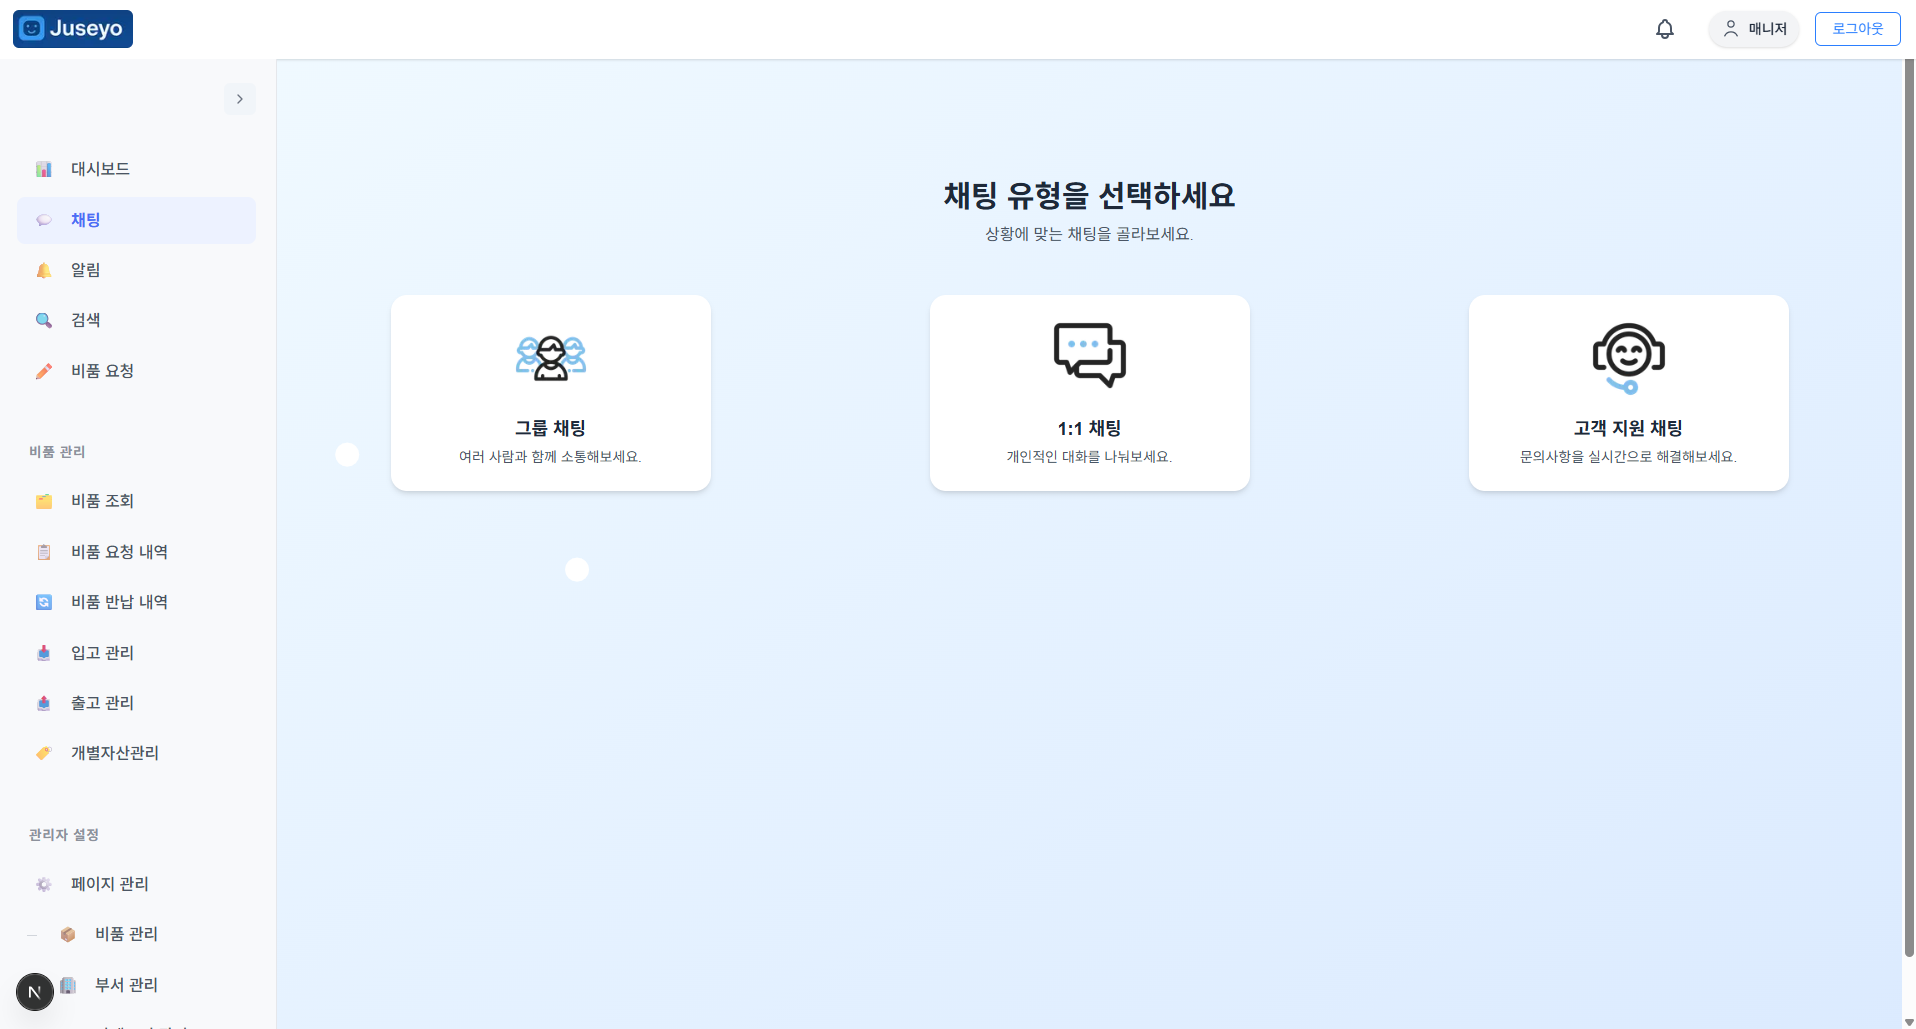 Juseyo
매니저
로그아웃
대시보드
채팅
알림
검색
비품 요청
비품 관리
비품 조회
비품 요청 내역
비품 반납 내역
입고 관리
출고 관리
개별자산관리
관리자 설정
페이지 관리
비품 관리
부서 관리
N
채팅 유형을 선택하세요
상황에 맞는 채팅을 골라보세요.
그룹 채팅
여러 사람과 함께 소통해보세요.
1:1 채팅
개인적인 대화를 나눠보세요.
고객 지원 채팅
문의사항을 실시간으로 해결해보세요.